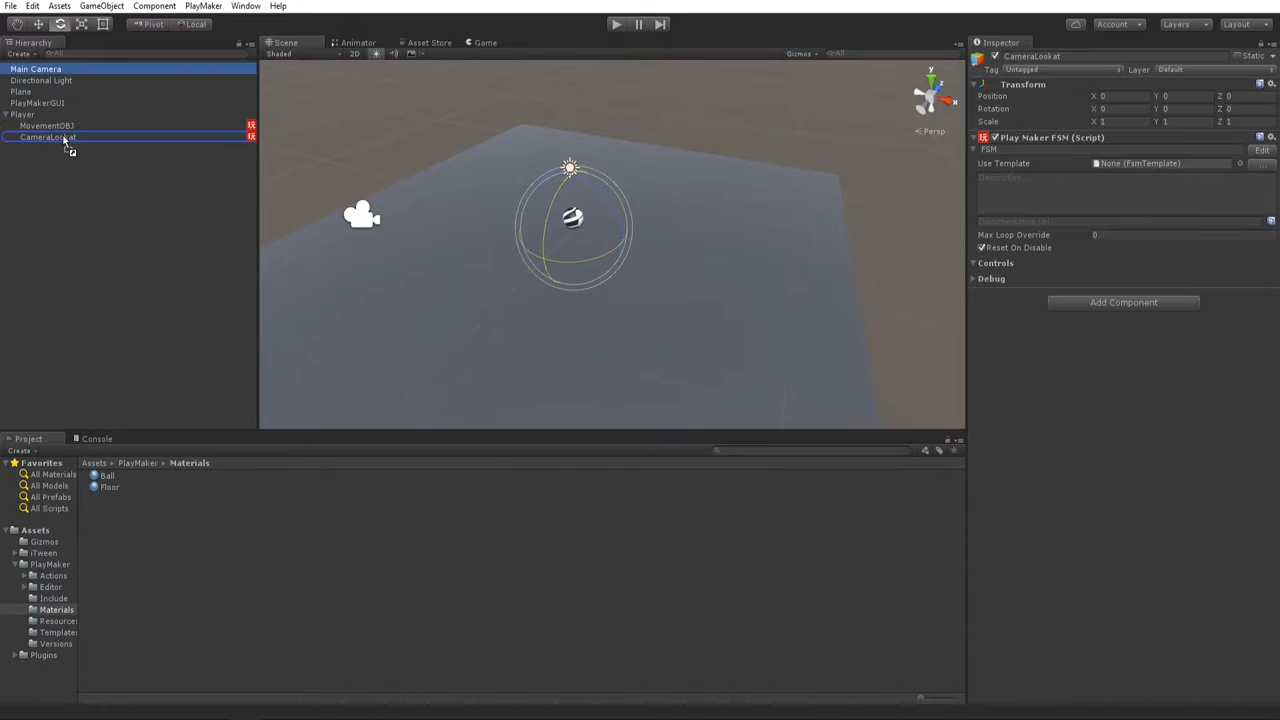 File Edit Assets GameObject Component PlayMaker Window Help
Pivot Local Account Layers Layout
Hierarchy Scene Animator Asset Store Game Inspector
Create All Shaded 2D Gizmos All CameraLookat Static
Main Camera Tag Untagged Layer Default
Directional Light Transform
Plane Position X 0 Y 0 Z 0
PlayMakerGUI Rotation X 0 Y 0 Z 0
Player Scale X 1 Y 1 Z 1
MovementOBJ
CameraLookat
y
z
x
Persp
Play Maker FSM (Script)
FSM Edit
Use Template None (FsmTemplate) ...
Description...
Documentation Url...
Max Loop Override 0
Reset On Disable
Controls
Debug
Add Component
Project Console
Create
Favorites
All Materials
All Models
All Prefabs
All Scripts
Assets
Gizmos
iTween
PlayMaker
Actions
Editor
Include
Materials
Resource
Template
Versions
Plugins
Assets PlayMaker Materials
Ball
Floor